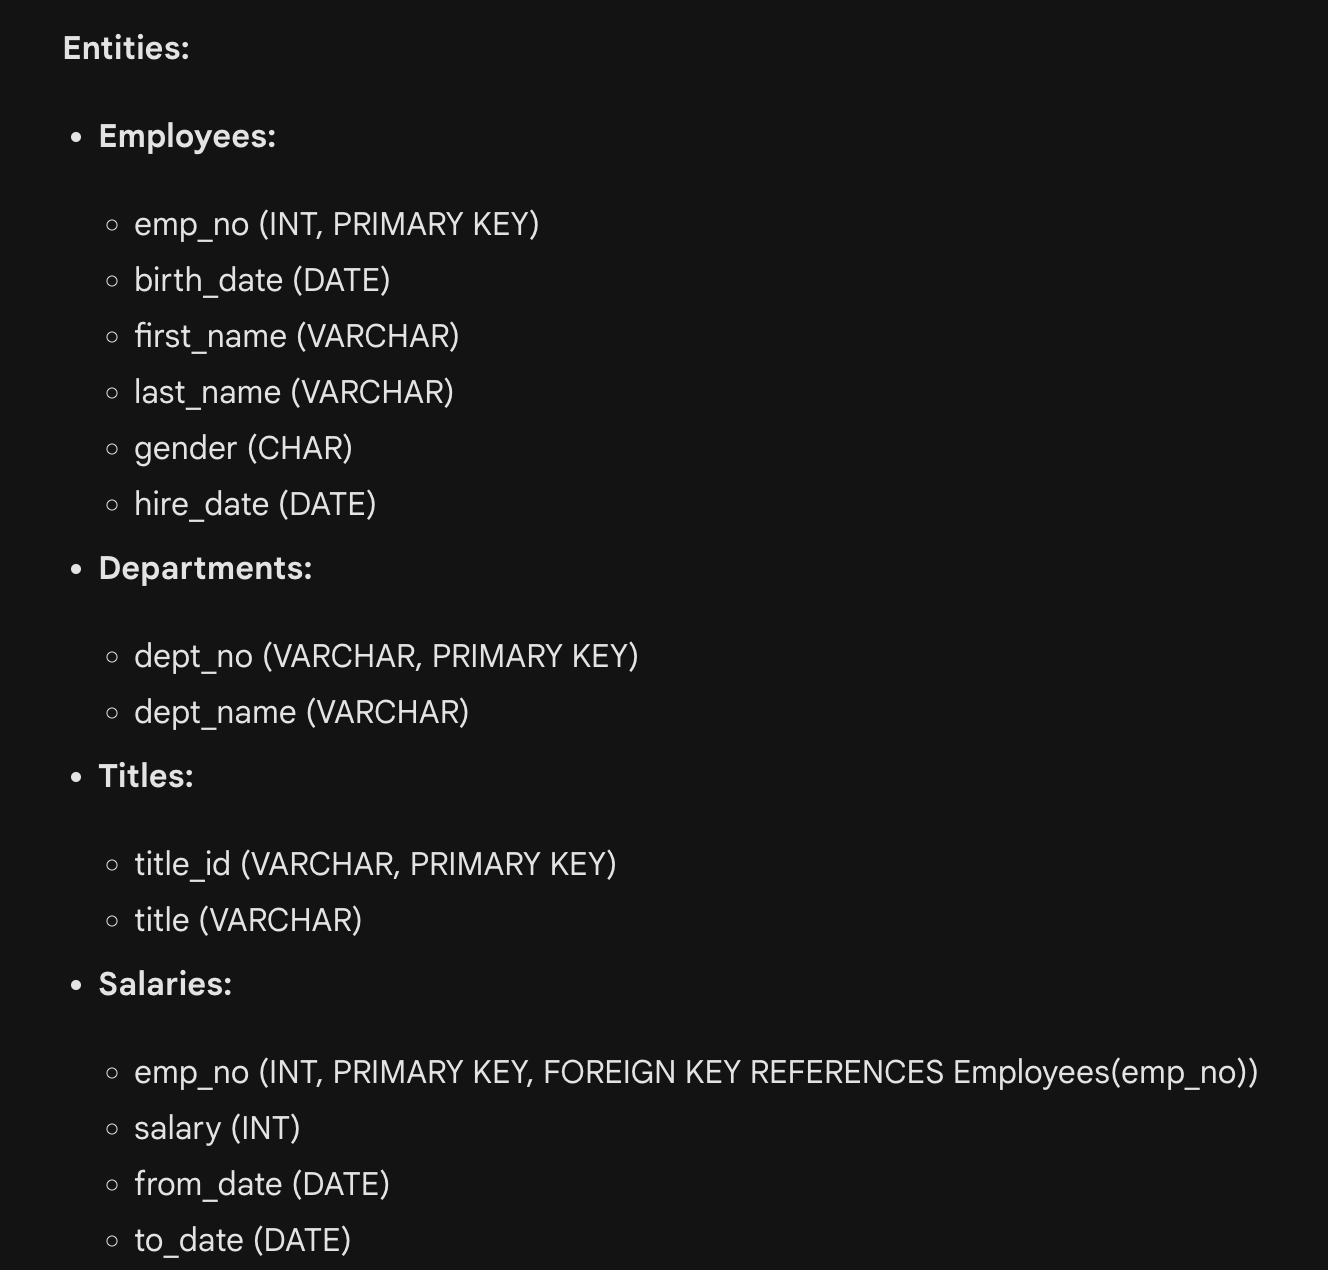 Entities:
• Employees:
◦ emp_no (INT, PRIMARY KEY)
◦ birth_date (DATE)
◦ first_name (VARCHAR)
◦ last_name (VARCHAR)
◦ gender (CHAR)
◦ hire_date (DATE)
• Departments:
◦ dept_no (VARCHAR, PRIMARY KEY)
◦ dept_name (VARCHAR)
• Titles:
◦ title_id (VARCHAR, PRIMARY KEY)
◦ title (VARCHAR)
• Salaries:
◦ emp_no (INT, PRIMARY KEY, FOREIGN KEY REFERENCES Employees(emp_no))
◦ salary (INT)
◦ from_date (DATE)
◦ to_date (DATE)